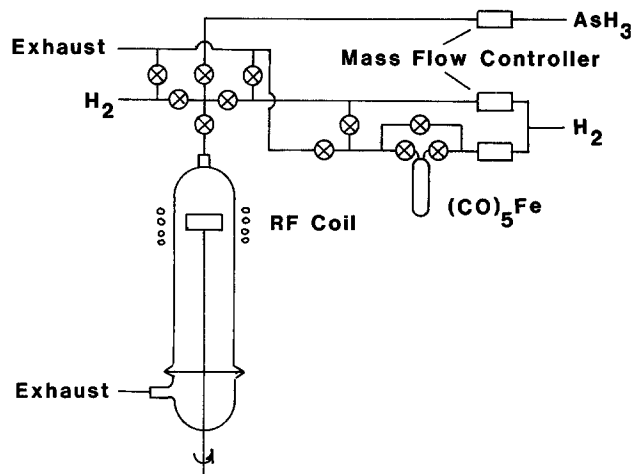 AsH3
Exhaust
Mass Flow Controller
H2
H2
(CO)5Fe
RF Coil
Exhaust